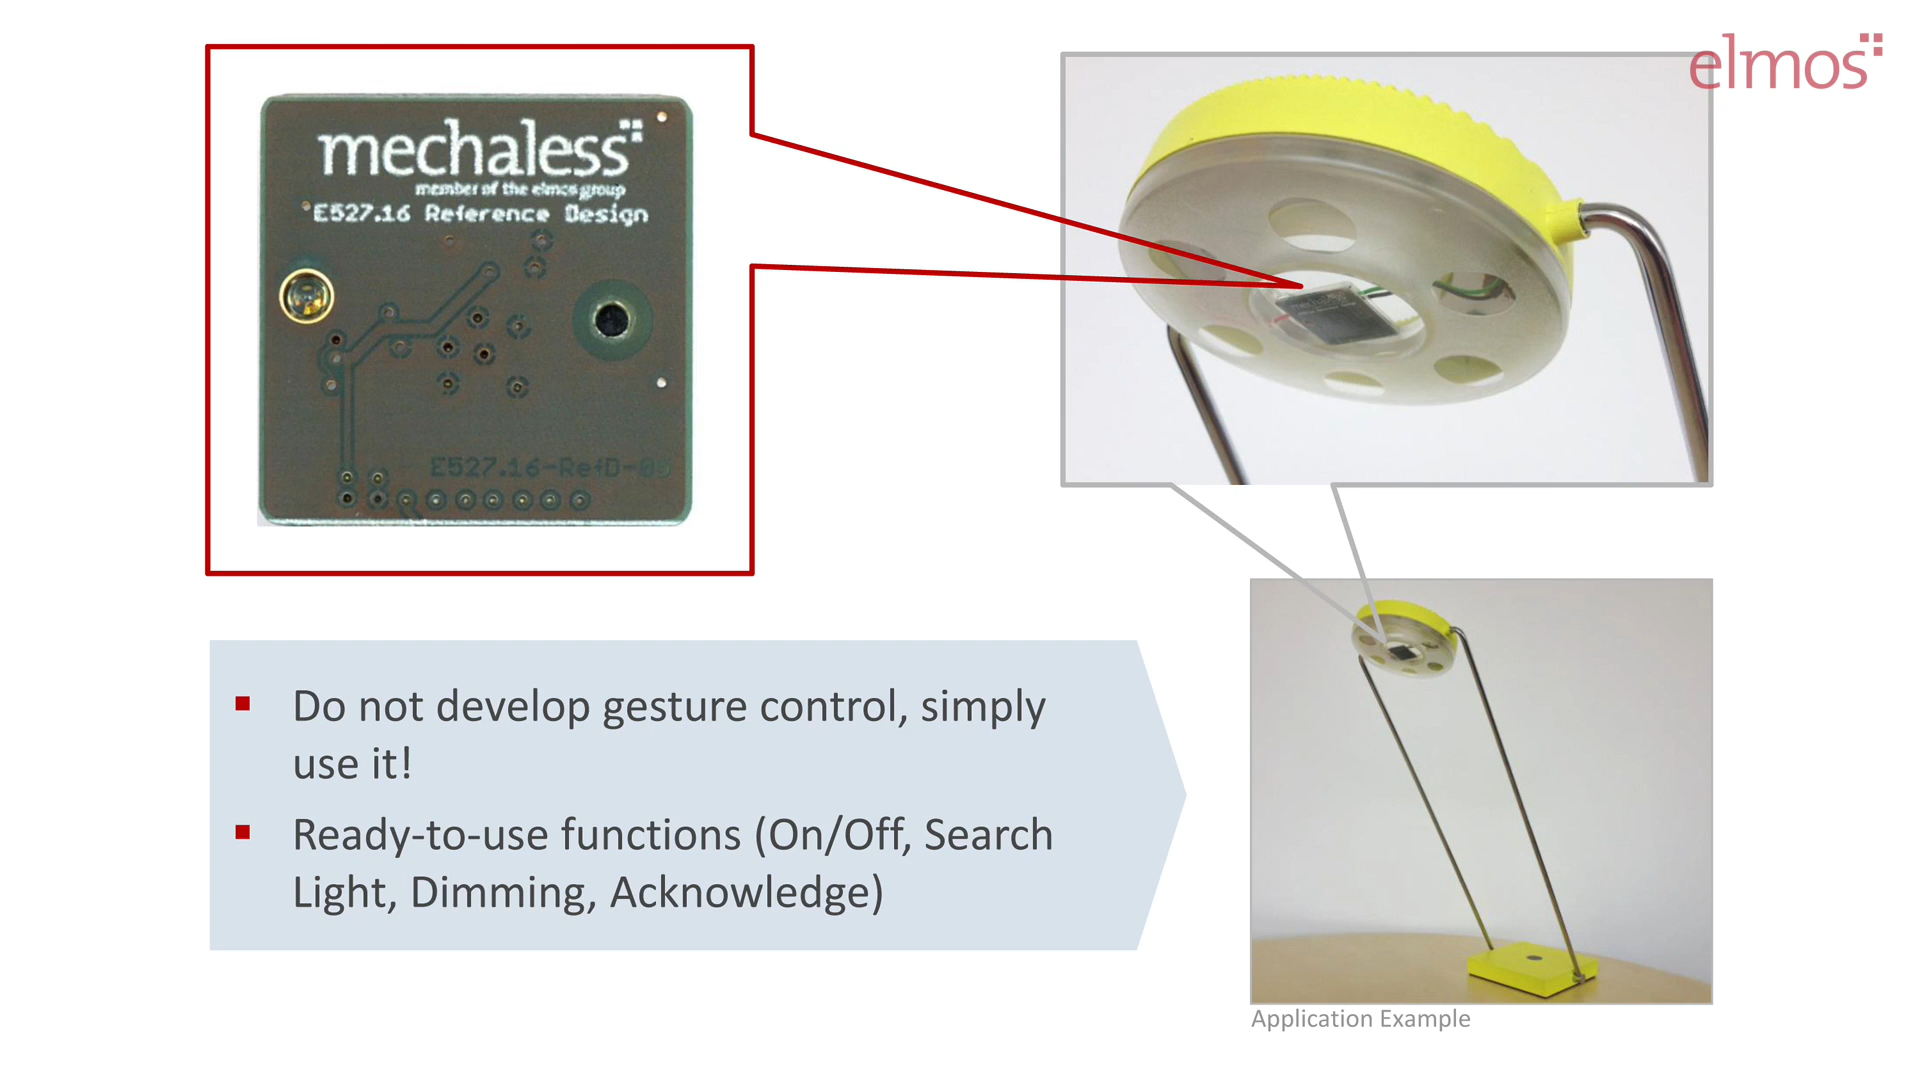 elmos
mechaless
member of the elmos group
E527.16 Reference Design
E527.16-RefD-
mechaless
▪ Do not develop gesture control, simply
use it!
▪ Ready-to-use functions (On/Off, Search
Light, Dimming, Acknowledge)
Application Example